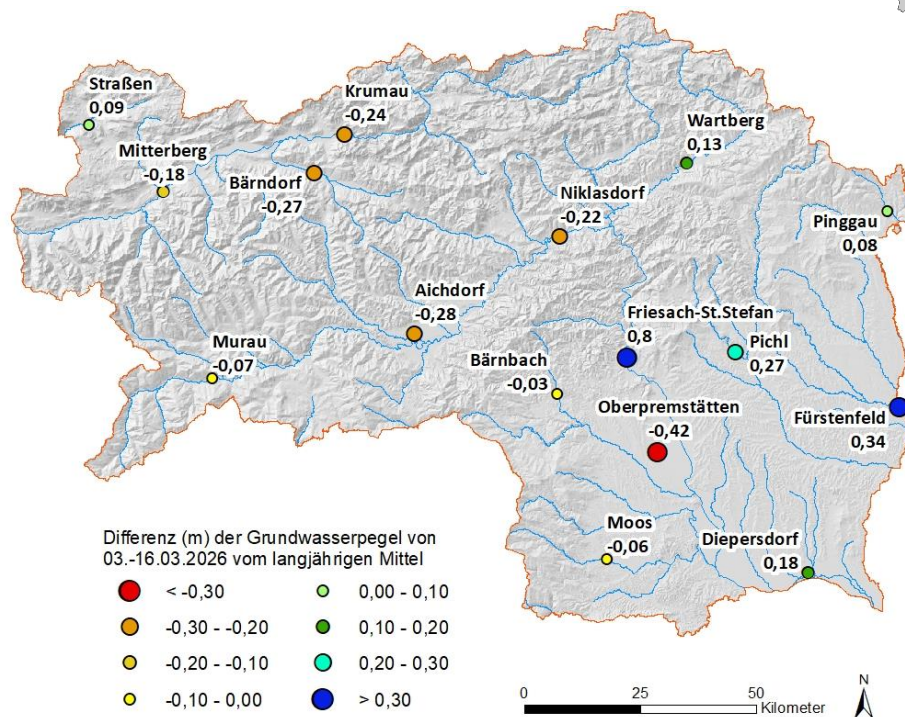 Straßen
0,09
Krumau
-0,24
Wartberg
0,13
Mitterberg
-0,18
Bärndorf
-0,27
Niklasdorf
-0,22
Pinggau
0,08
Aichdorf
-0,28
Friesach-St.Stefan
0,8
Pichl
0,27
Murau
-0,07
Bärnbach
-0,03
Oberpremstätten
-0,42
Fürstenfeld
0,34
Moos
-0,06
Diepersdorf
0,18
Differenz (m) der Grundwasserpegel von
03.-16.03.2026 vom langjährigen Mittel
< -0,30
-0,30 - -0,20
-0,20 - -0,10
-0,10 - 0,00
0,00 - 0,10
0,10 - 0,20
0,20 - 0,30
> 0,30
0 25 50
Kilometer
N